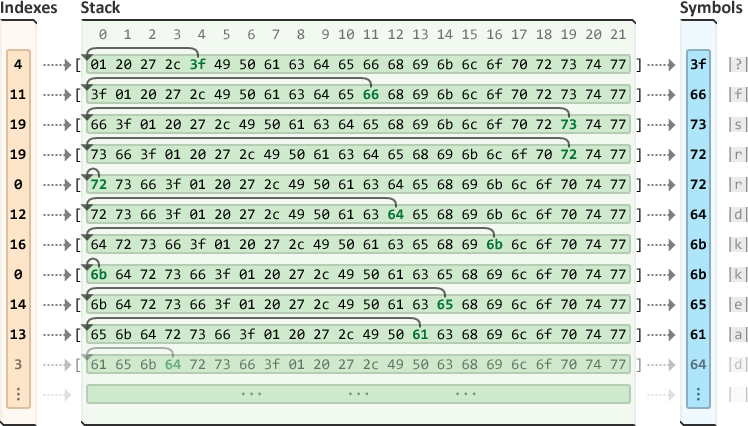 Indexes Stack Symbols
0 1 2 3 4 5 6 7 8 9 10 11 12 13 14 15 16 17 18 19 20 21
4 [ 01 20 27 2c 3f 49 50 61 63 64 65 66 68 69 6b 6c 6f 70 72 73 74 77 ] 3f |?|
11 [ 3f 01 20 27 2c 49 50 61 63 64 65 66 68 69 6b 6c 6f 70 72 73 74 77 ] 66 |f|
19 [ 66 3f 01 20 27 2c 49 50 61 63 64 65 68 69 6b 6c 6f 70 72 73 74 77 ] 73 |s|
19 [ 73 66 3f 01 20 27 2c 49 50 61 63 64 65 68 69 6b 6c 6f 70 72 74 77 ] 72 |r|
0 [ 72 73 66 3f 01 20 27 2c 49 50 61 63 64 65 68 69 6b 6c 6f 70 74 77 ] 72 |r|
12 [ 72 73 66 3f 01 20 27 2c 49 50 61 63 64 65 68 69 6b 6c 6f 70 74 77 ] 64 |d|
16 [ 64 72 73 66 3f 01 20 27 2c 49 50 61 63 65 68 69 6b 6c 6f 70 74 77 ] 6b |k|
0 [ 6b 64 72 73 66 3f 01 20 27 2c 49 50 61 63 65 68 69 6c 6f 70 74 77 ] 6b |k|
14 [ 6b 64 72 73 66 3f 01 20 27 2c 49 50 61 63 65 68 69 6c 6f 70 74 77 ] 65 |e|
13 [ 65 6b 64 72 73 66 3f 01 20 27 2c 49 50 61 63 68 69 6c 6f 70 74 77 ] 61 |a|
3 [ 61 65 6b 64 72 73 66 3f 01 20 27 2c 49 50 63 68 69 6c 6f 70 74 77 ] 64 |d|
⋮ [ ... ... ... ] ⋮ | |